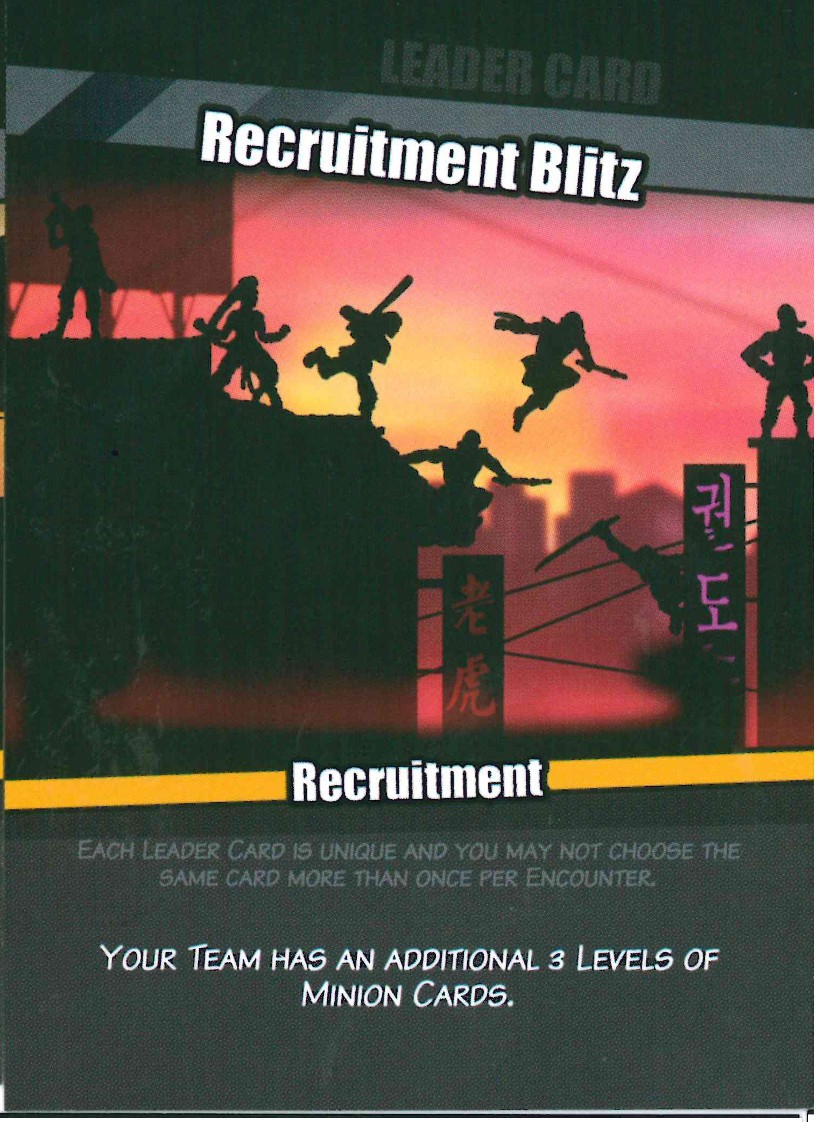 LEADER CARD
Recruitment Blitz
권
도
老
虎
Recruitment
EACH LEADER CARD IS UNIQUE AND YOU MAY NOT CHOOSE THE
SAME CARD MORE THAN ONCE PER ENCOUNTER.
YOUR TEAM HAS AN ADDITIONAL 3 LEVELS OF
MINION CARDS.